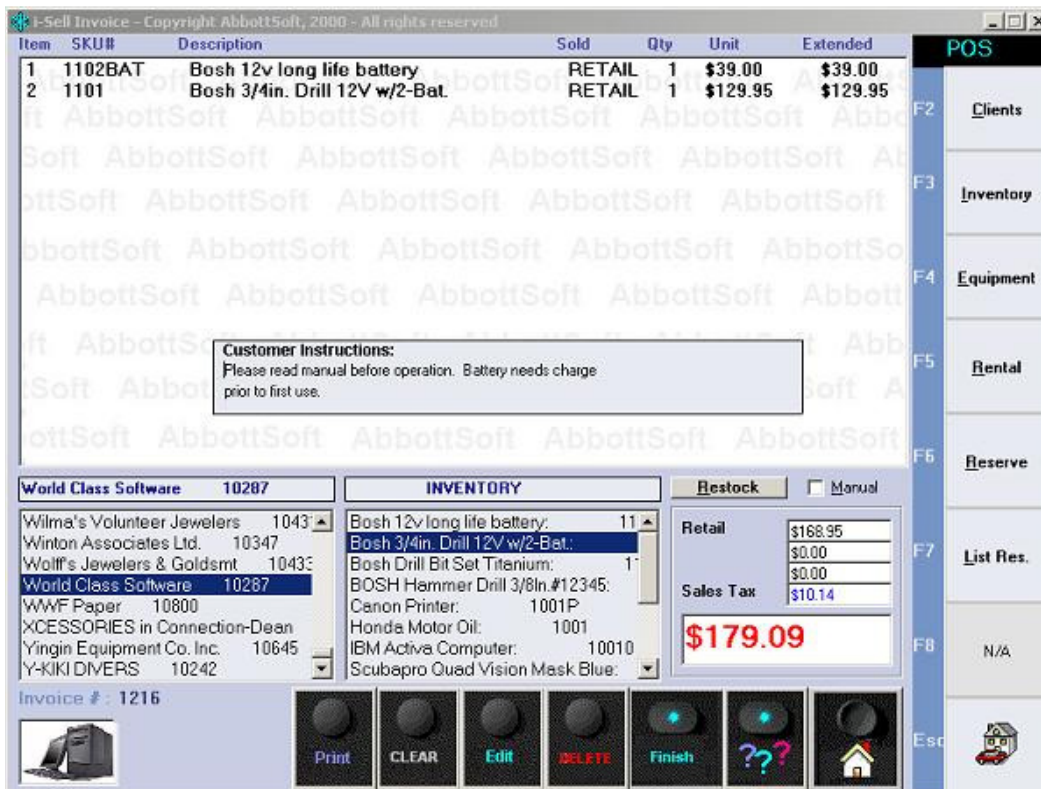 i-Sell Invoice - Copyright AbbottSoft, 2000 - All rights reserved
Item SKU# Description Sold Qty Unit Extended
1 1102BAT Bosh 12v long life battery RETAIL 1 $39.00 $39.00
2 1101 Bosh 3/4in. Drill 12V w/2-Bat. RETAIL 1 $129.95 $129.95
Customer Instructions:
Please read manual before operation. Battery needs charge
prior to first use.
World Class Software 10287
Wilma's Volunteer Jewelers
Winton Associates Ltd. 10347
Wolff's Jewelers & Goldsmt
World Class Software 10287
WWF Paper 10800
XCESSORIES in Connection-Dean
Yingin Equipment Co. Inc. 10645
Y-KIKI DIVERS 10242
INVENTORY
Bosh 12v long life battery: 11
Bosh 3/4in. Drill 12V w/2-Bat.:
Bosh Drill Bit Set Titanium:
BOSH Hammer Drill 3/8In.#12345:
Canon Printer: 1001P
Honda Motor Oil: 1001
IBM Activa Computer: 10010
Scubapro Quad Vision Mask Blue:
Restock Manual
Retail $168.95
$0.00
$0.00
Sales Tax $10.14
$179.09
Invoice # : 1216
Print
CLEAR
Edit
DELETE
Finish
???
POS
F2 Clients
F3 Inventory
F4 Equipment
F5 Rental
F6 Reserve
F7 List Res.
F8 N/A
Esc
AbbottSoft AbbottSoft AbbottSoft AbbottSoft